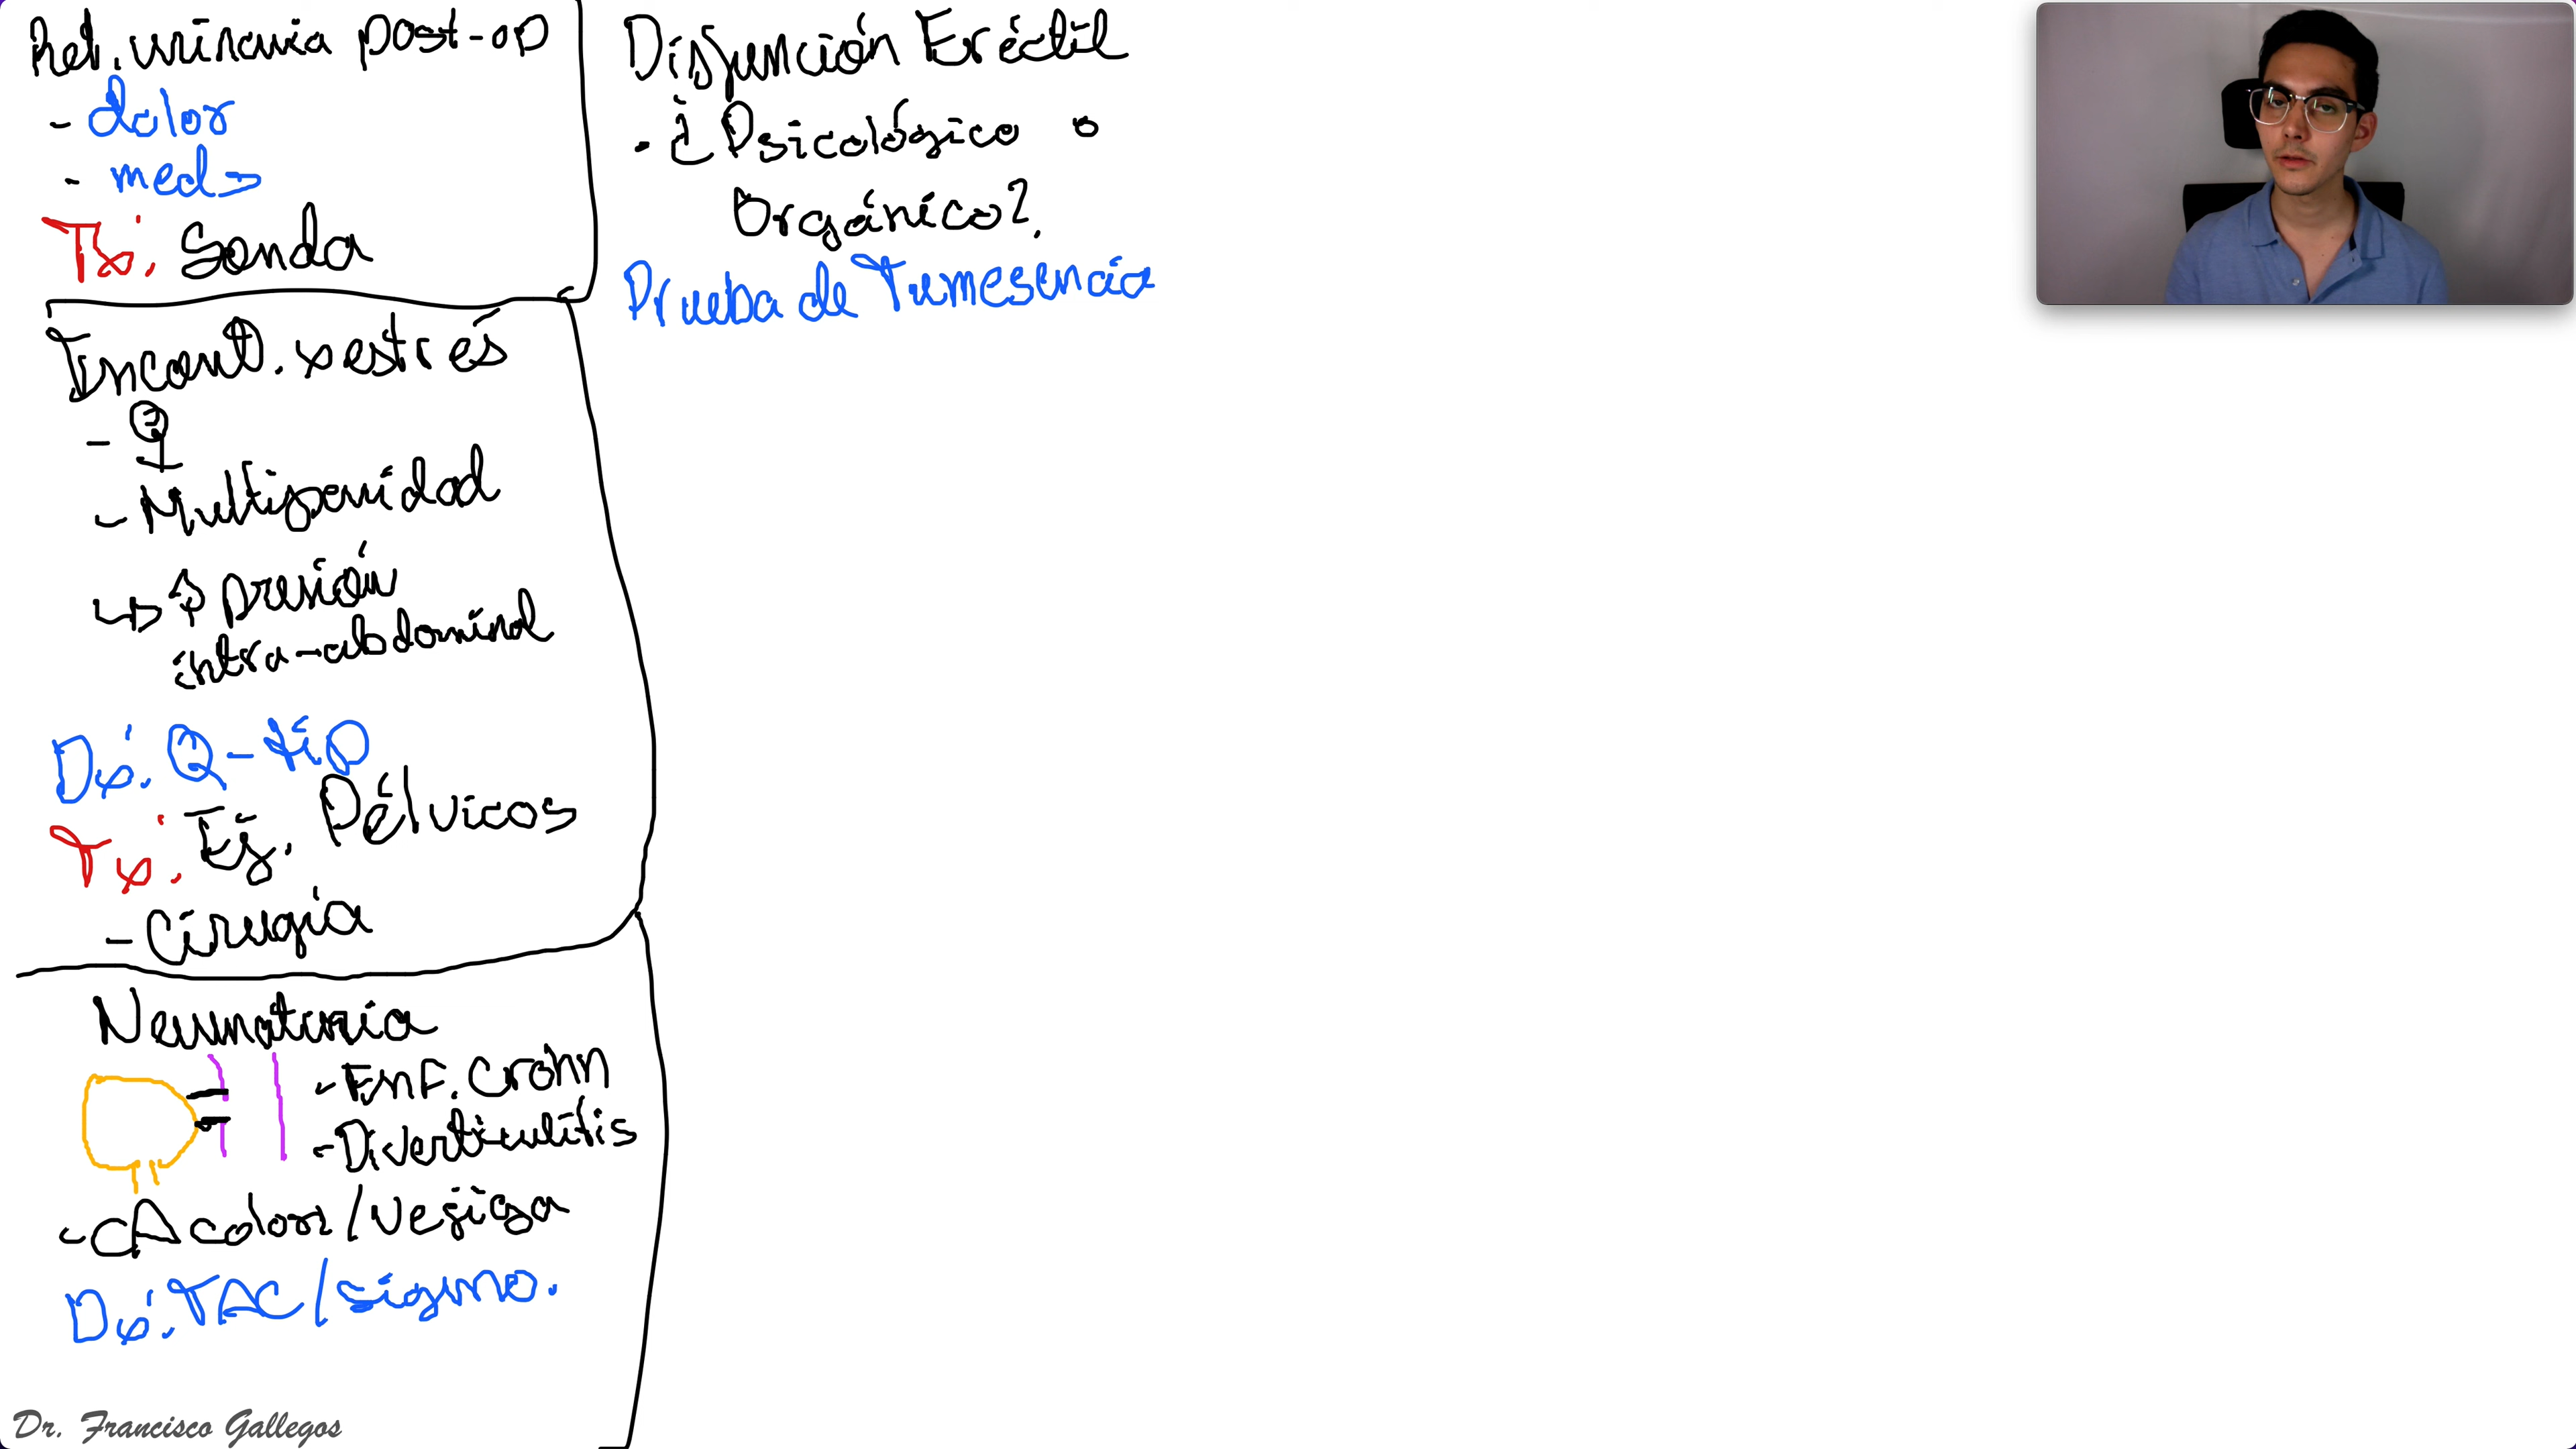 Ret. urinaria post-op
- dolor
- meds
Tx: Sonda
Incont. x estrés
- ♀
- Multiparidad
↳ ↑ presión
intra-abdominal
Dx: Q-tip
Tx: Ej. Pélvicos
- Cirugía
Neumaturia
- Enf. Crohn
- Diverticulitis
- CA colon/vejiga
Dx: TAC/sigmo.
Disfunción Eréctil
- ¿Psicológico o
Orgánico?
Prueba de Tumesencia
Dr. Francisco Gallegos